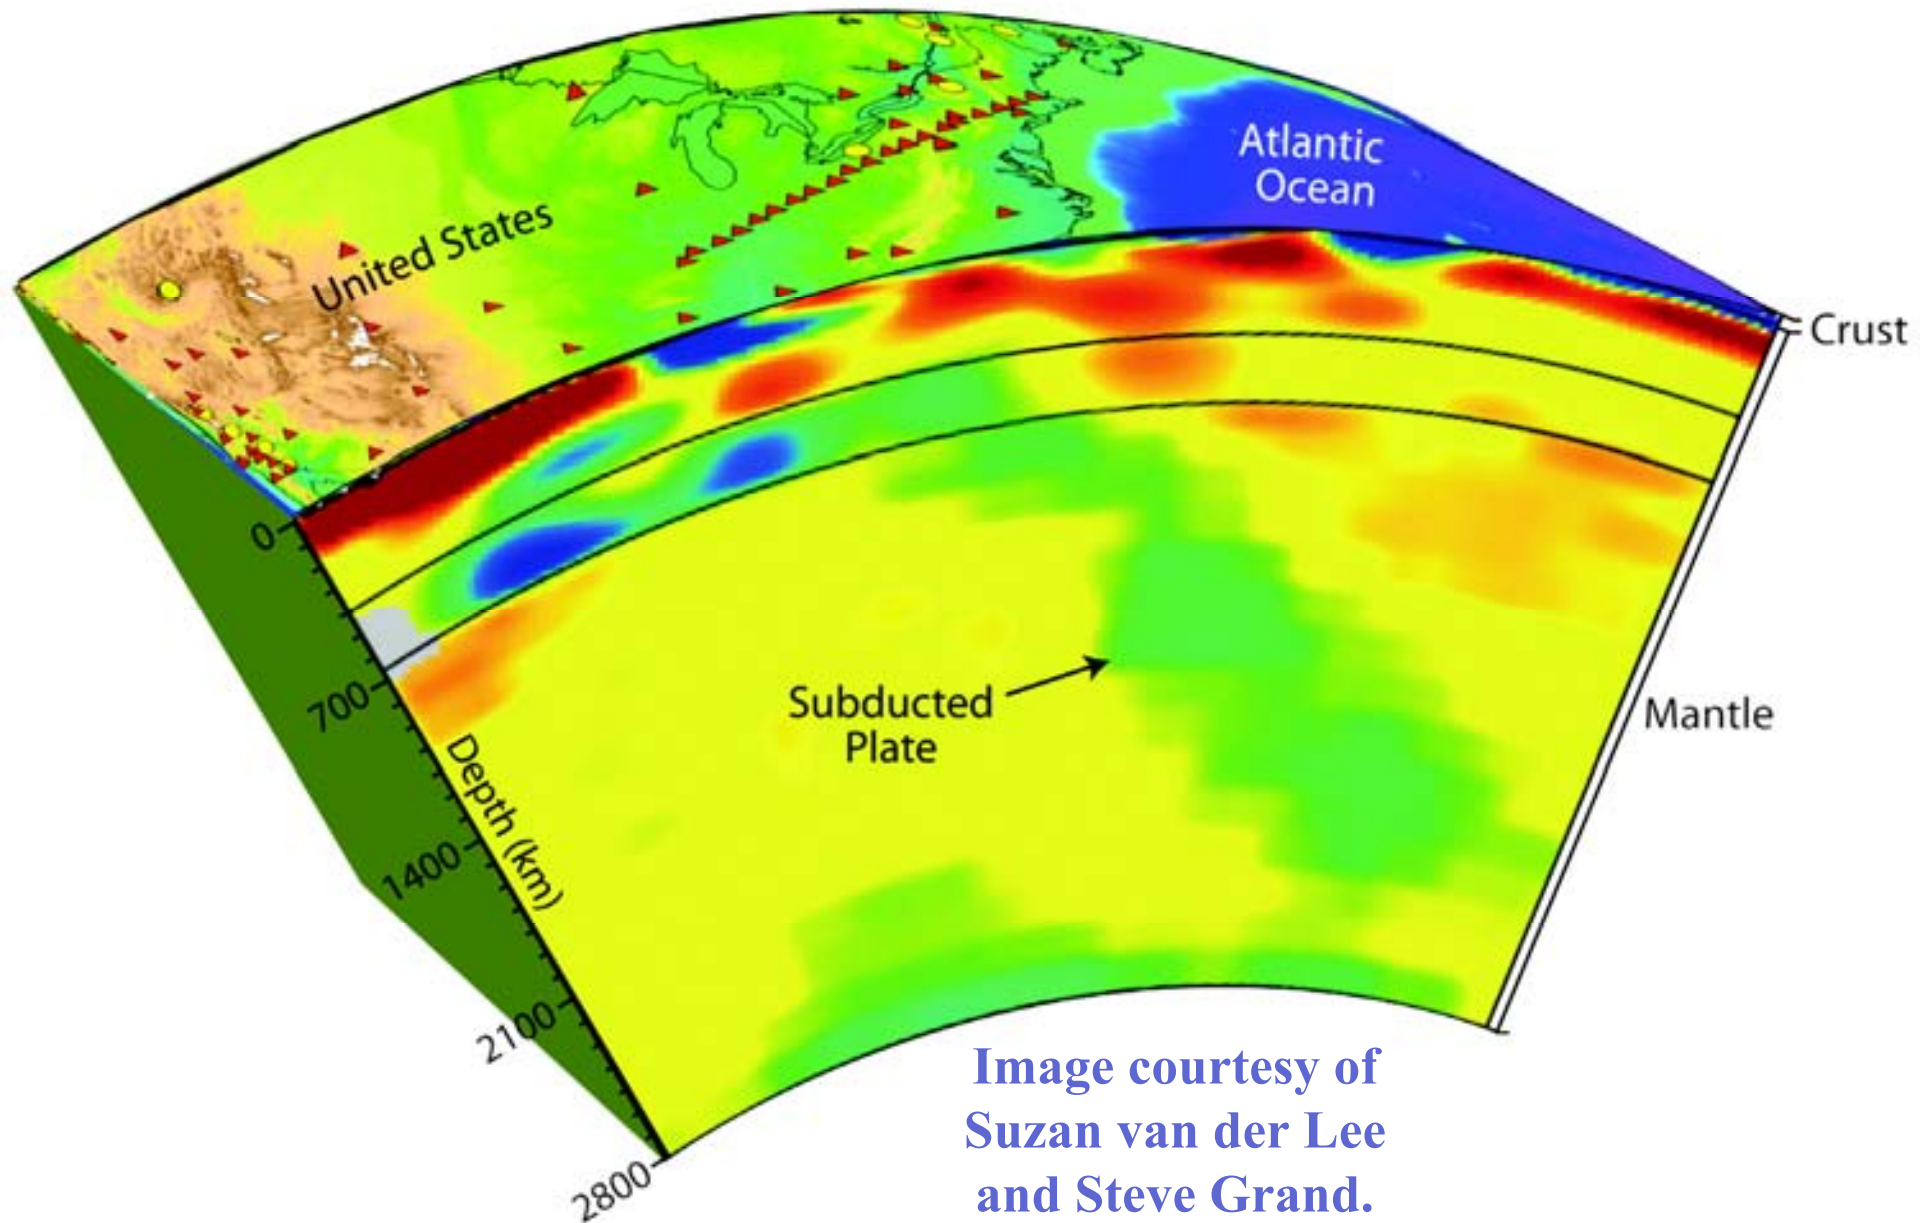 Atlantic
Ocean
United States
Crust
0
Subducted
Plate
Mantle
700
Depth (km)
1400
2100
2800
Image courtesy of
Suzan van der Lee
and Steve Grand.